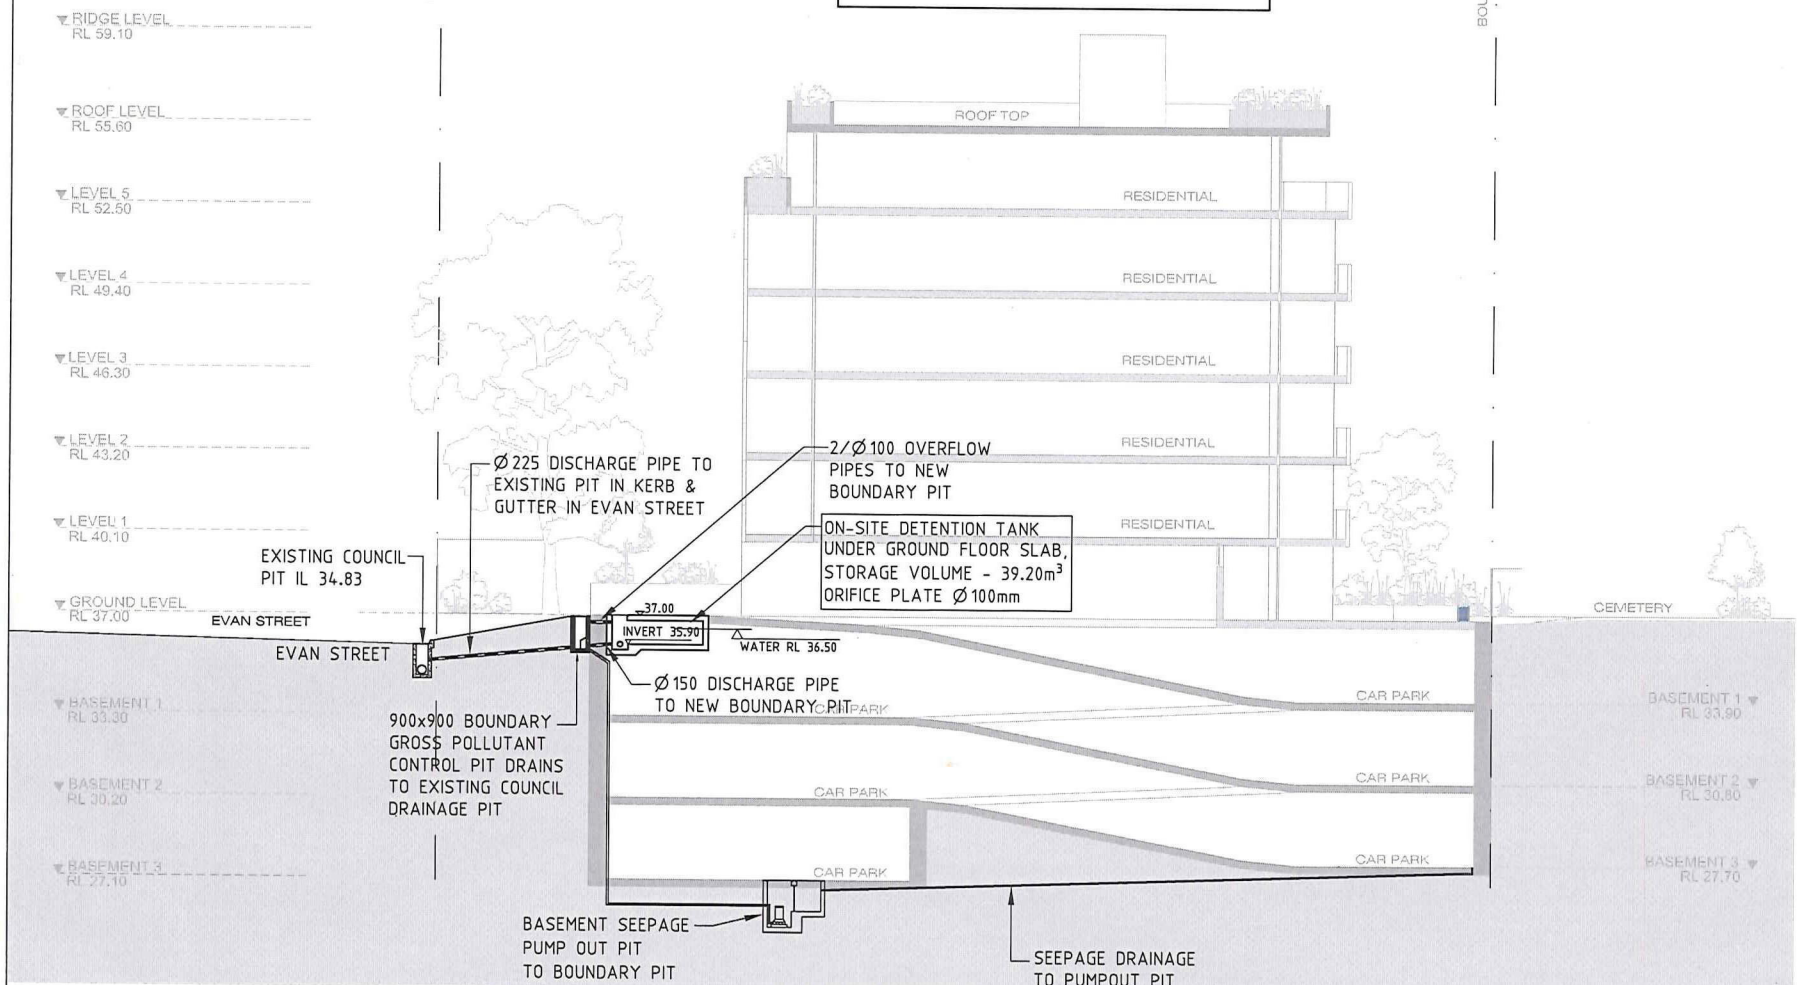 RIDGE LEVEL
RL 59.10
ROOF LEVEL
RL 55.60
LEVEL 5
RL 52.50
LEVEL 4
RL 49.40
LEVEL 3
RL 46.30
LEVEL 2
RL 43.20
LEVEL 1
RL 40.10
GROUND LEVEL
RL 37.00
BASEMENT 1
RL 33.30
BASEMENT 2
RL 30.20
BASEMENT 3
RL 27.10
BOU
ROOF TOP
RESIDENTIAL
RESIDENTIAL
RESIDENTIAL
RESIDENTIAL
RESIDENTIAL
Ø225 DISCHARGE PIPE TO
EXISTING PIT IN KERB &
GUTTER IN EVAN STREET
2/Ø100 OVERFLOW
PIPES TO NEW
BOUNDARY PIT
ON-SITE DETENTION TANK
UNDER GROUND FLOOR SLAB,
STORAGE VOLUME - 39.20m³
ORIFICE PLATE Ø100mm
EXISTING COUNCIL
PIT IL 34.83
EVAN STREET
EVAN STREET
37.00
INVERT 35.90
WATER RL 36.50
CEMETERY
Ø150 DISCHARGE PIPE
TO NEW BOUNDARY PIT
900x900 BOUNDARY
GROSS POLLUTANT
CONTROL PIT DRAINS
TO EXISTING COUNCIL
DRAINAGE PIT
CAR PARK
CAR PARK
CAR PARK
CAR PARK
CAR PARK
CAR PARK
BASEMENT 1
RL 33.90
BASEMENT 2
RL 30.80
BASEMENT 3
RL 27.70
BASEMENT SEEPAGE
PUMP OUT PIT
TO BOUNDARY PIT
SEEPAGE DRAINAGE
TO PUMPOUT PIT